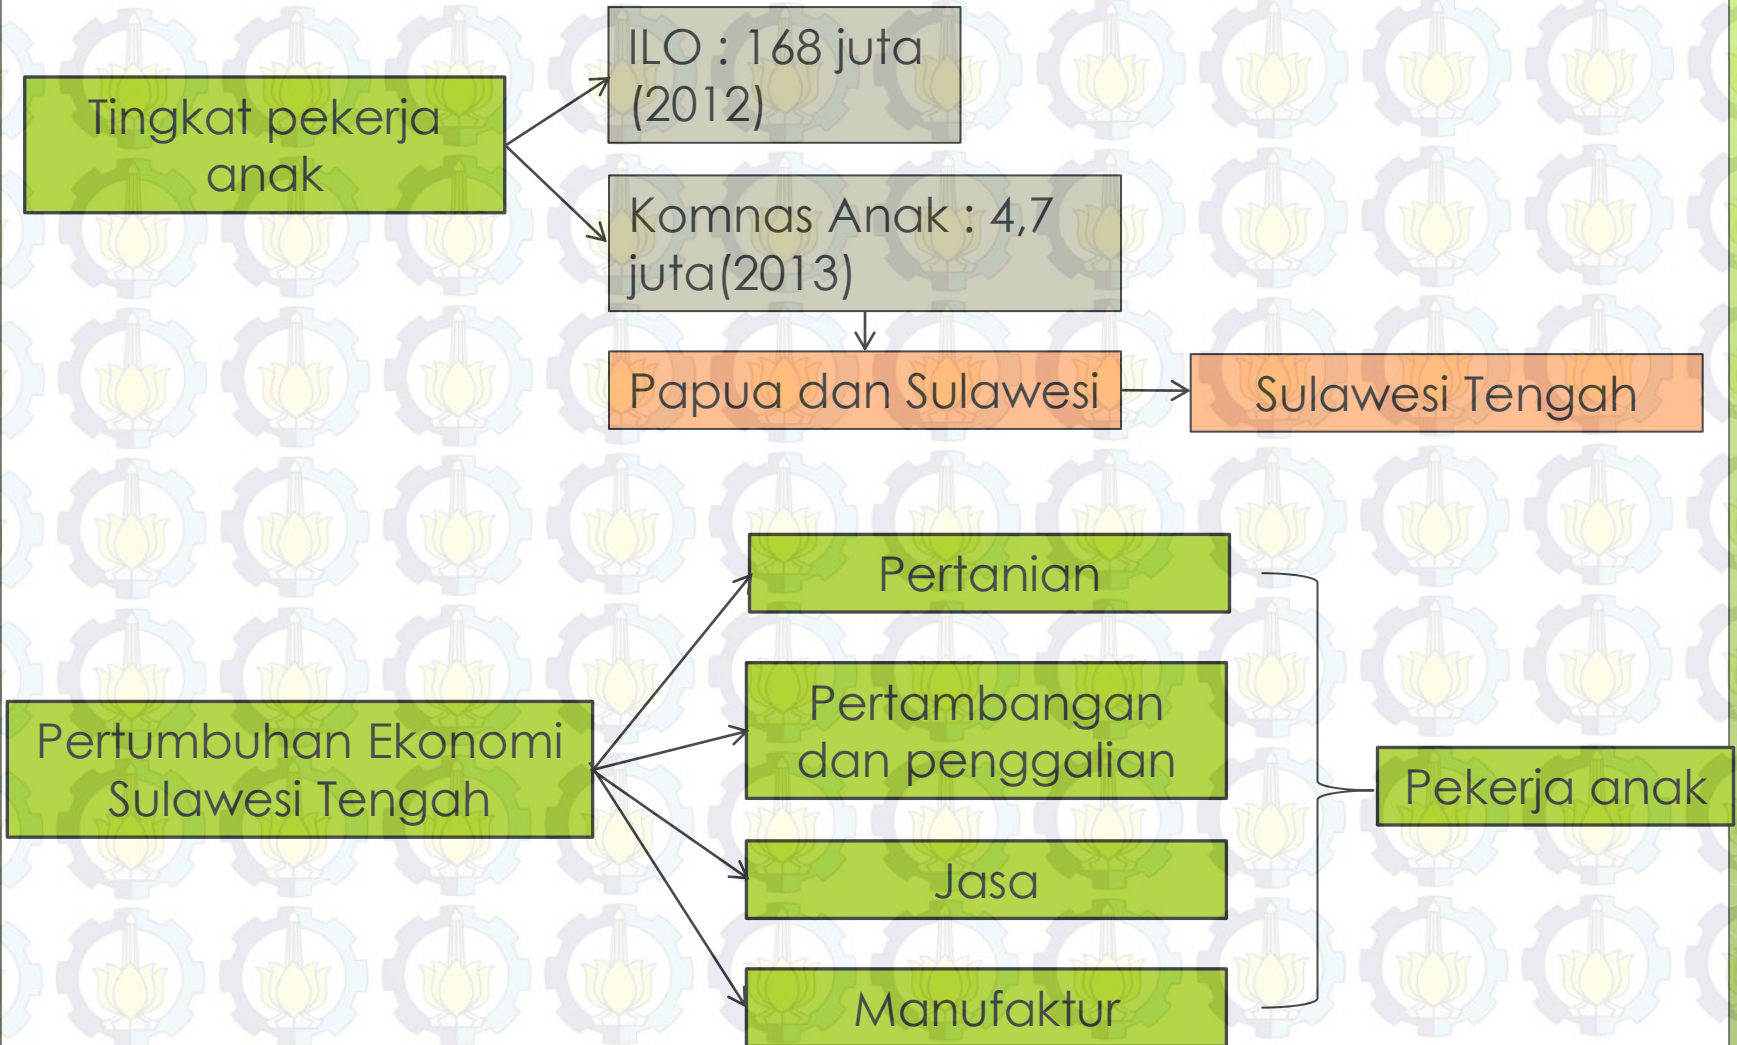 Tingkat pekerja
anak
ILO : 168 juta
(2012)
Komnas Anak : 4,7
juta(2013)
Papua dan Sulawesi
Sulawesi Tengah
Pertumbuhan Ekonomi
Sulawesi Tengah
Pertanian
Pertambangan
dan penggalian
Jasa
Manufaktur
Pekerja anak